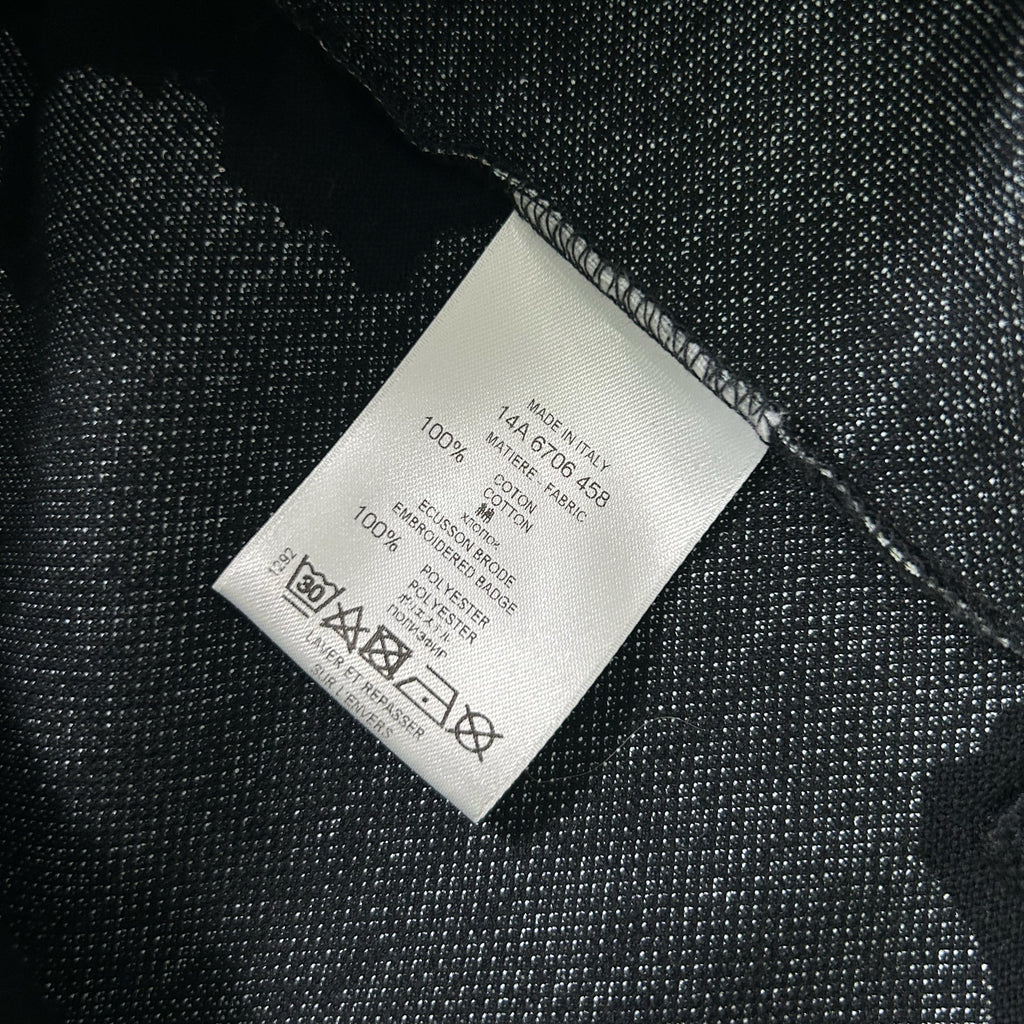 MADE IN ITALY
14A 6706 458
MATIERE . FABRIC
100% COTON
COTTON
綿
хлопок
ECUSSON BRODE
EMBROIDERED BADGE
100% POLYESTER
POLYESTER
ポリエステル
полиэфир
30
LAVER ET REPASSER
SUR L'ENVERS